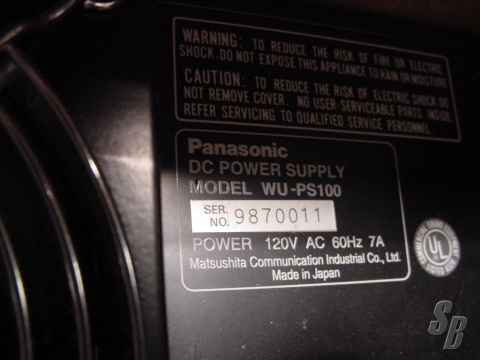 WARNING: TO REDUCE THE RISK OF FIRE OR ELECTRIC
SHOCK. DO NOT EXPOSE THIS APPLIANCE TO RAIN OR MOISTURE
CAUTION: TO REDUCE THE RISK OF ELECTRIC SHOCK DO
NOT REMOVE COVER. NO USER-SERVICEABLE PARTS INSIDE
REFER SERVICING TO QUALIFIED SERVICE PERSONNEL.
Panasonic
DC POWER SUPPLY
MODEL WU-PS100
SER. NO. 9870011
POWER 120V AC 60Hz 7A
Matsushita Communication Industrial Co., Ltd.
Made in Japan
UL
SB